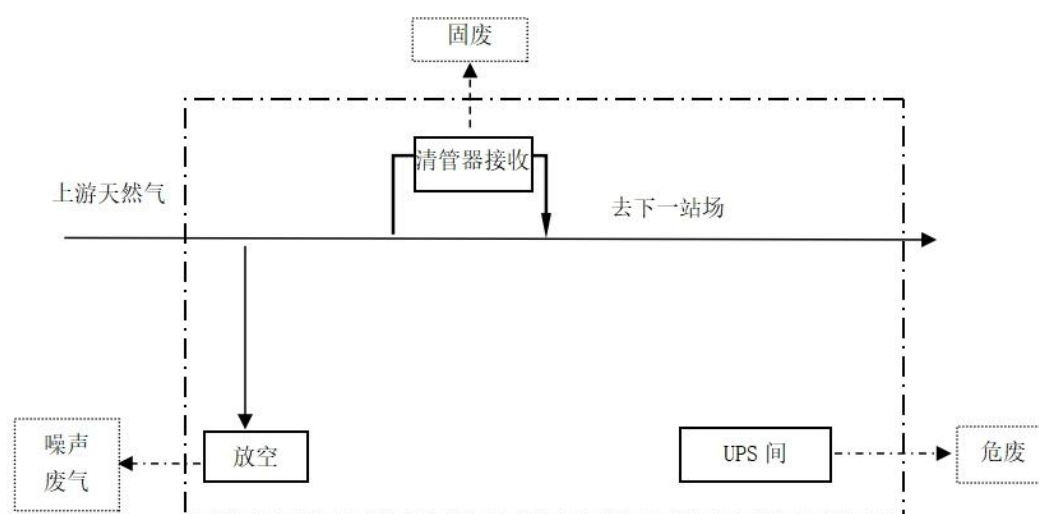 固废
清管器接收
上游天然气
去下一站场
噪声
废气
放空
UPS 间
危废